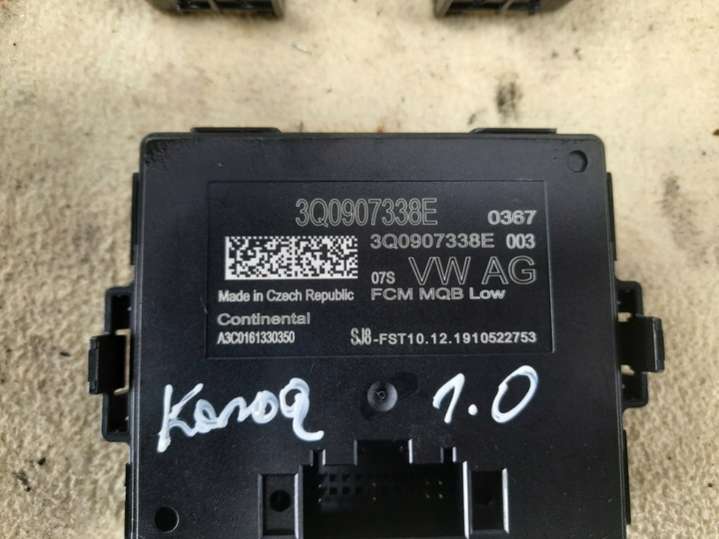 3Q0907338E 0367
3Q0907338E 003
07S VW AG
Made in Czech Republic FCM MQB Low
Continental
A3C0161330350 SJ8-FST10.12.1910522753
Karoq 1.0